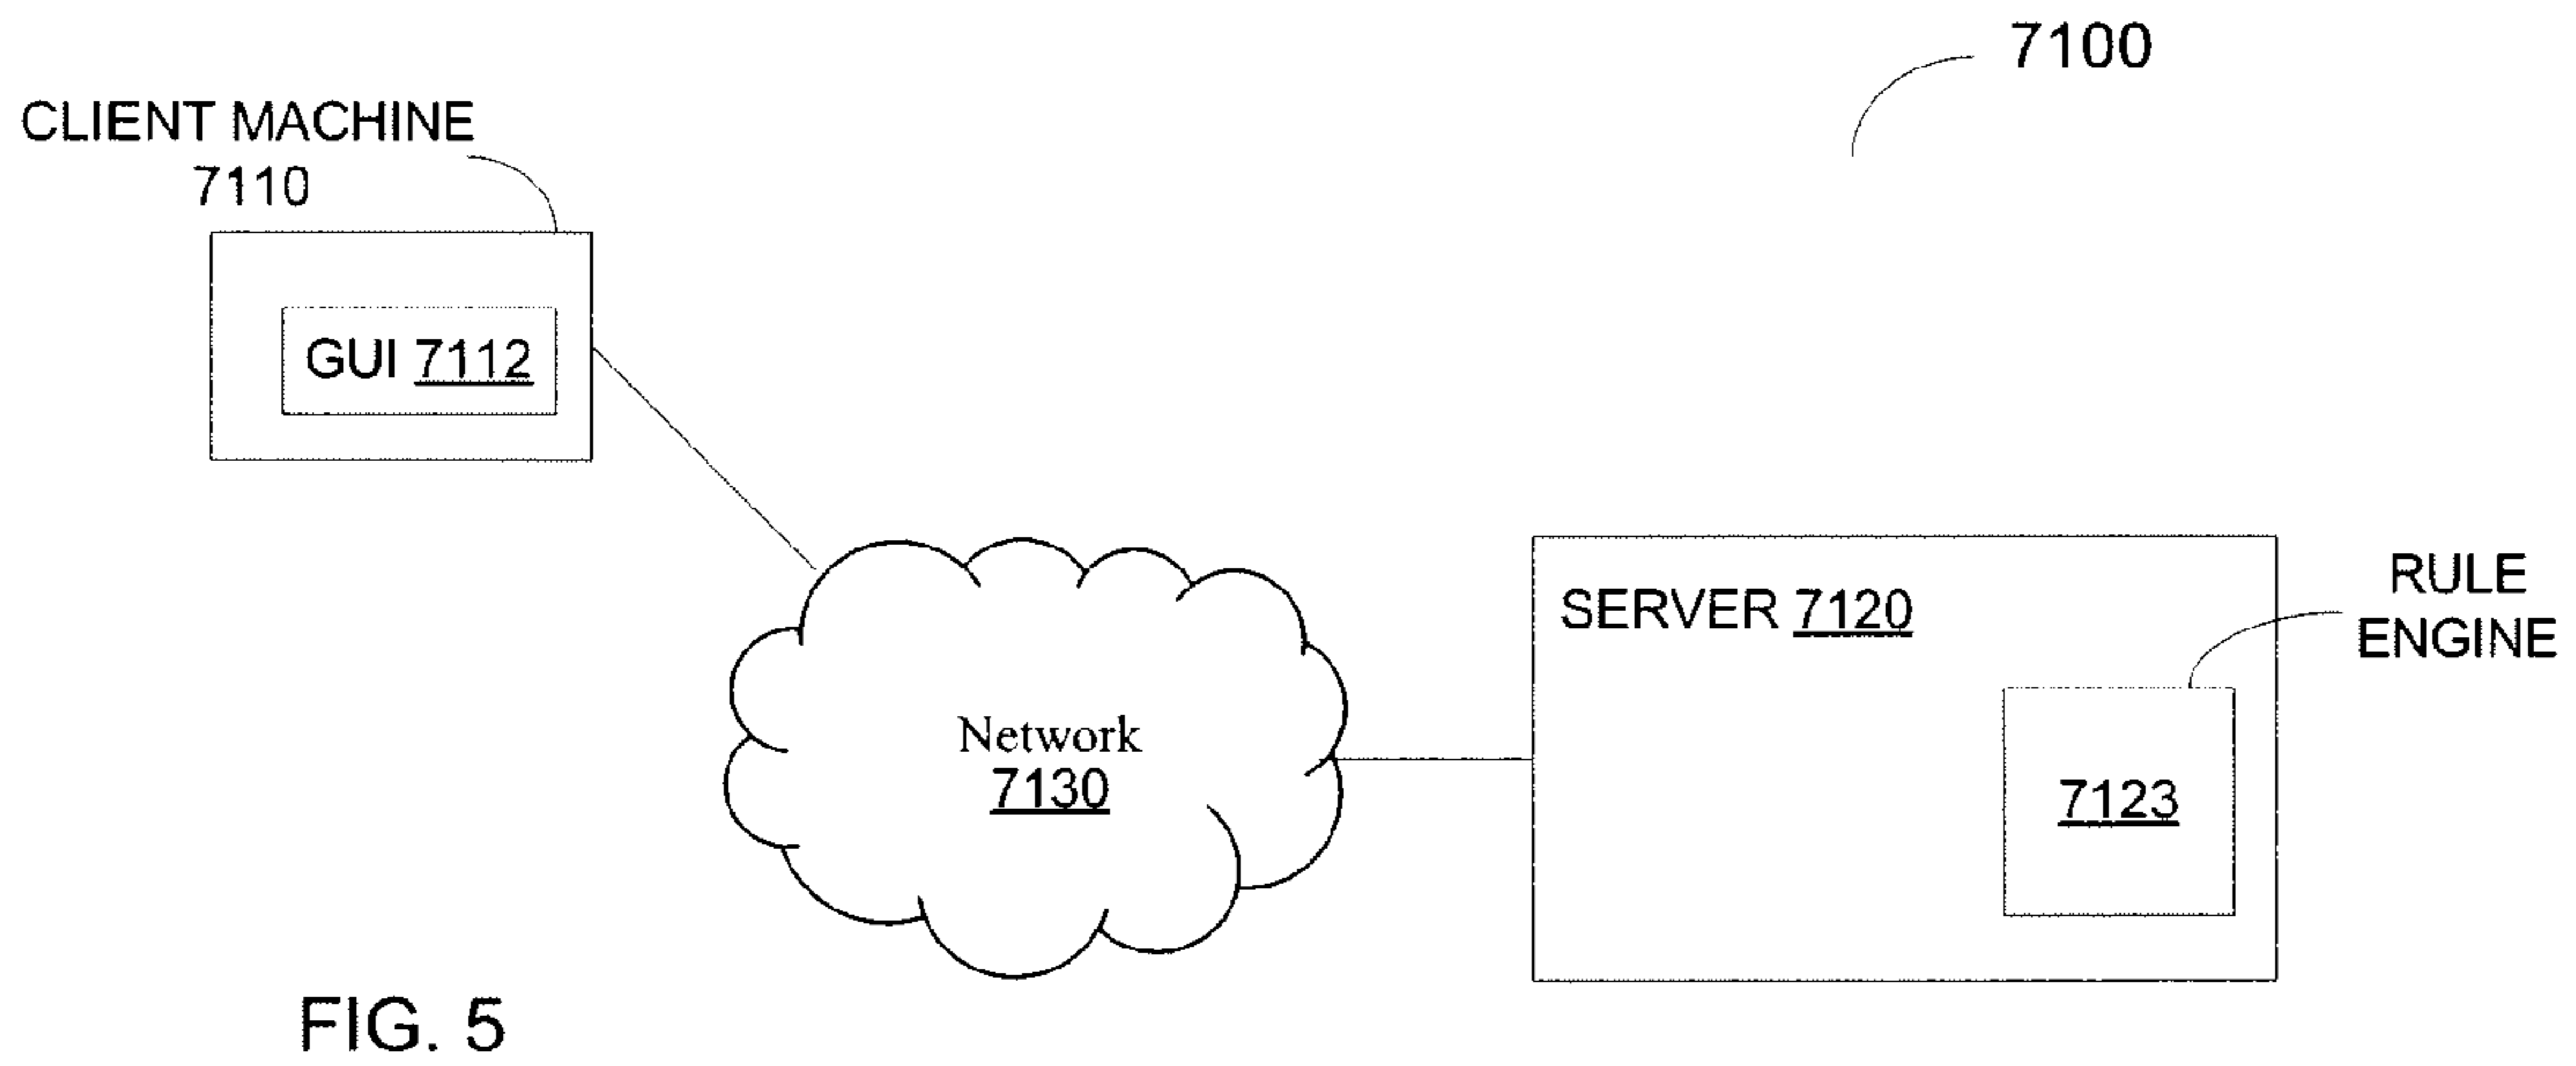 7100
CLIENT MACHINE
7110
GUI 7112
SERVER 7120
RULE
ENGINE
Network
7130
7123
FIG. 5